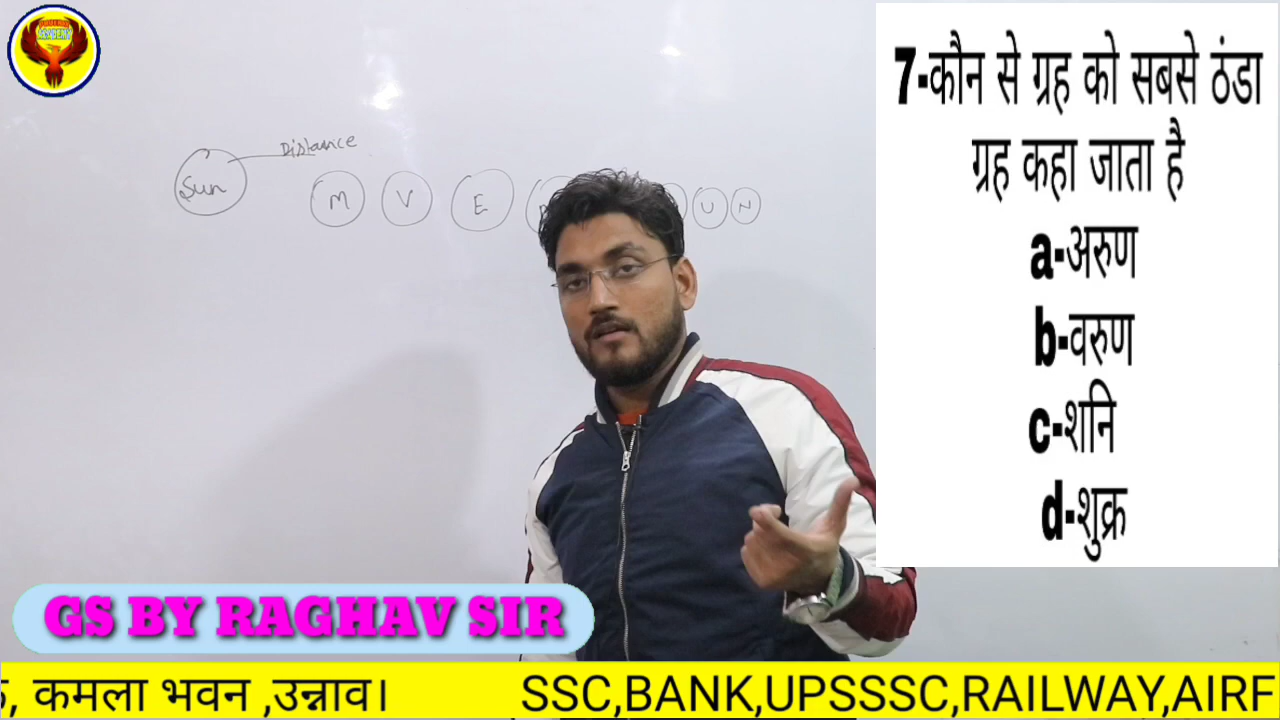 7-कौन से ग्रह को सबसे ठंडा
ग्रह कहा जाता है
a-अरुण
b-वरुण
c-शनि
d-शुक्र
Distance
Sun
M V E U N
GS BY RAGHAV SIR
कमला भवन ,उन्नाव। SSC,BANK,UPSSSC,RAILWAY,AIRF